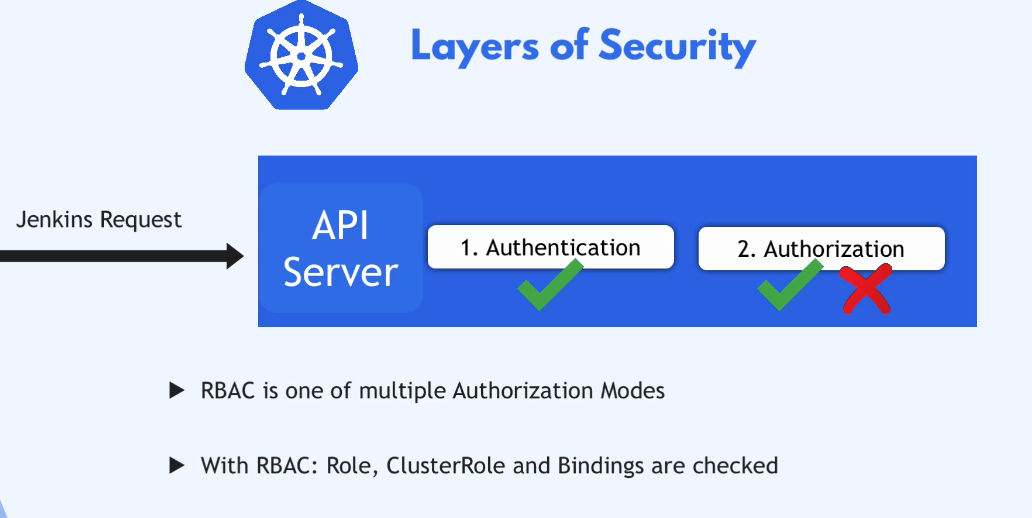 Layers of Security
Jenkins Request
API
Server
1. Authentication
2. Authorization
RBAC is one of multiple Authorization Modes
With RBAC: Role, ClusterRole and Bindings are checked